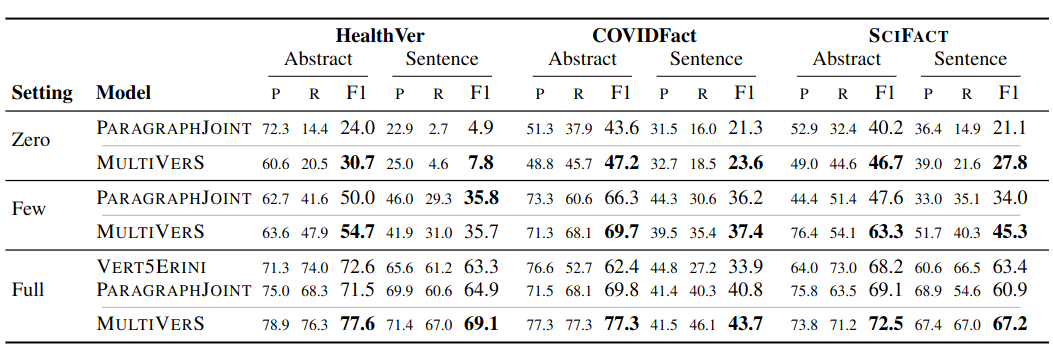 HealthVer COVIDFact SCIFACT
Abstract Sentence Abstract Sentence Abstract Sentence
Setting Model P R F1 P R F1 P R F1 P R F1 P R F1 P R F1
Zero PARAGRAPHJOINT 72.3 14.4 24.0 22.9 2.7 4.9 51.3 37.9 43.6 31.5 16.0 21.3 52.9 32.4 40.2 36.4 14.9 21.1
MULTIVERS 60.6 20.5 30.7 25.0 4.6 7.8 48.8 45.7 47.2 32.7 18.5 23.6 49.0 44.6 46.7 39.0 21.6 27.8
Few PARAGRAPHJOINT 62.7 41.6 50.0 46.0 29.3 35.8 73.3 60.6 66.3 44.3 30.6 36.2 44.4 51.4 47.6 33.0 35.1 34.0
MULTIVERS 63.6 47.9 54.7 41.9 31.0 35.7 71.3 68.1 69.7 39.5 35.4 37.4 76.4 54.1 63.3 51.7 40.3 45.3
VERT5ERINI 71.3 74.0 72.6 65.6 61.2 63.3 76.6 52.7 62.4 44.8 27.2 33.9 64.0 73.0 68.2 60.6 66.5 63.4
Full PARAGRAPHJOINT 75.0 68.3 71.5 69.9 60.6 64.9 71.5 68.1 69.8 41.4 40.3 40.8 75.8 63.5 69.1 68.9 54.6 60.9
MULTIVERS 78.9 76.3 77.6 71.4 67.0 69.1 77.3 77.3 77.3 41.5 46.1 43.7 73.8 71.2 72.5 67.4 67.0 67.2